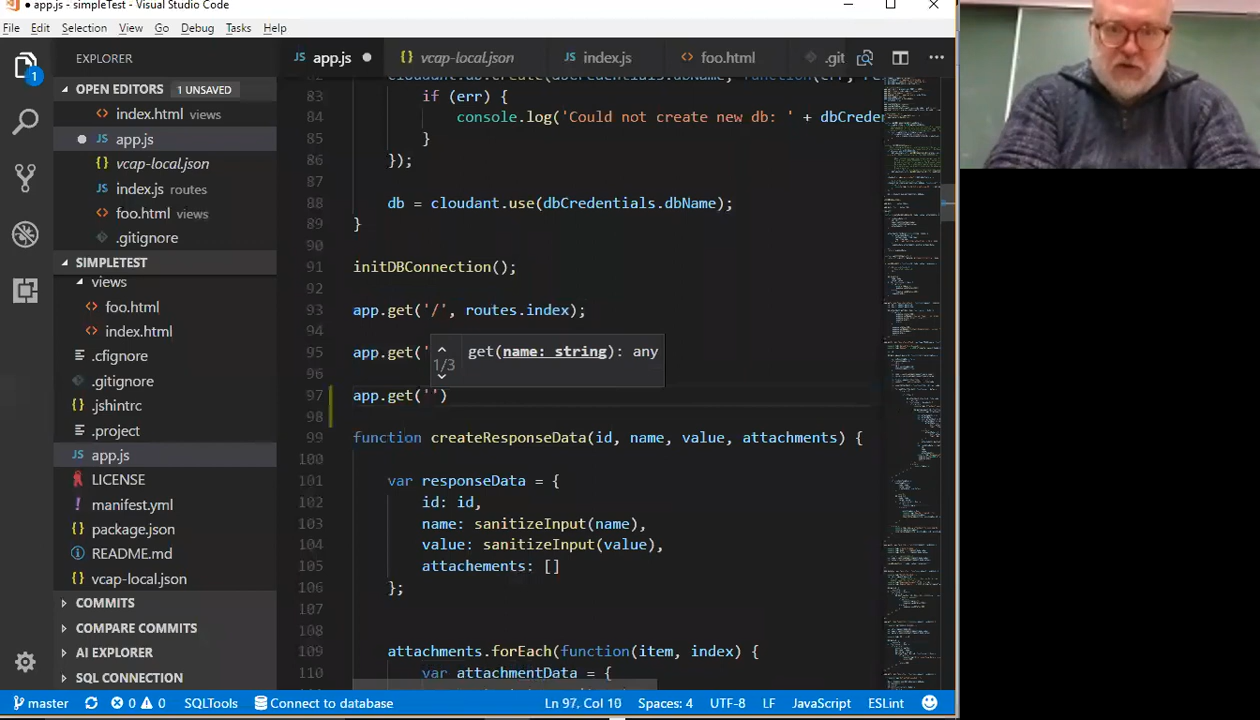 app.js - simpleTest - Visual Studio Code
File Edit Selection View Go Debug Tasks Help
EXPLORER
OPEN EDITORS 1 UNSAVED
index.html views
app.js
vcap-local.json
index.js routes
foo.html views
.gitignore
SIMPLETEST
views
foo.html
index.html
.cfignore
.gitignore
.jshintrc
.project
app.js
LICENSE
manifest.yml
package.json
README.md
vcap-local.json
COMMITS
COMPARE COMMITS
AI EXPLORER
SQL CONNECTION
1
app.js vcap-local.json index.js foo.html .git
83 if (err) {
84 console.log('Could not create new db: ' + dbCreden
85 }
86 });
87
88 db = cloudant.use(dbCredentials.dbName);
89 }
90
91 initDBConnection();
92
93 app.get('/', routes.index);
94
95 app.get('
96
97 app.get('')
98
99 function createResponseData(id, name, value, attachments) {
100
101 var responseData = {
102 id: id,
103 name: sanitizeInput(name),
104 value: sanitizeInput(value),
105 attachements: []
106 };
107
108
109 attachments.forEach(function(item, index) {
110 var attachmentData = {
1/3 get(name: string): any
master 0 0 SQLTools Connect to database Ln 97, Col 10 Spaces: 4 UTF-8 LF JavaScript ESLint